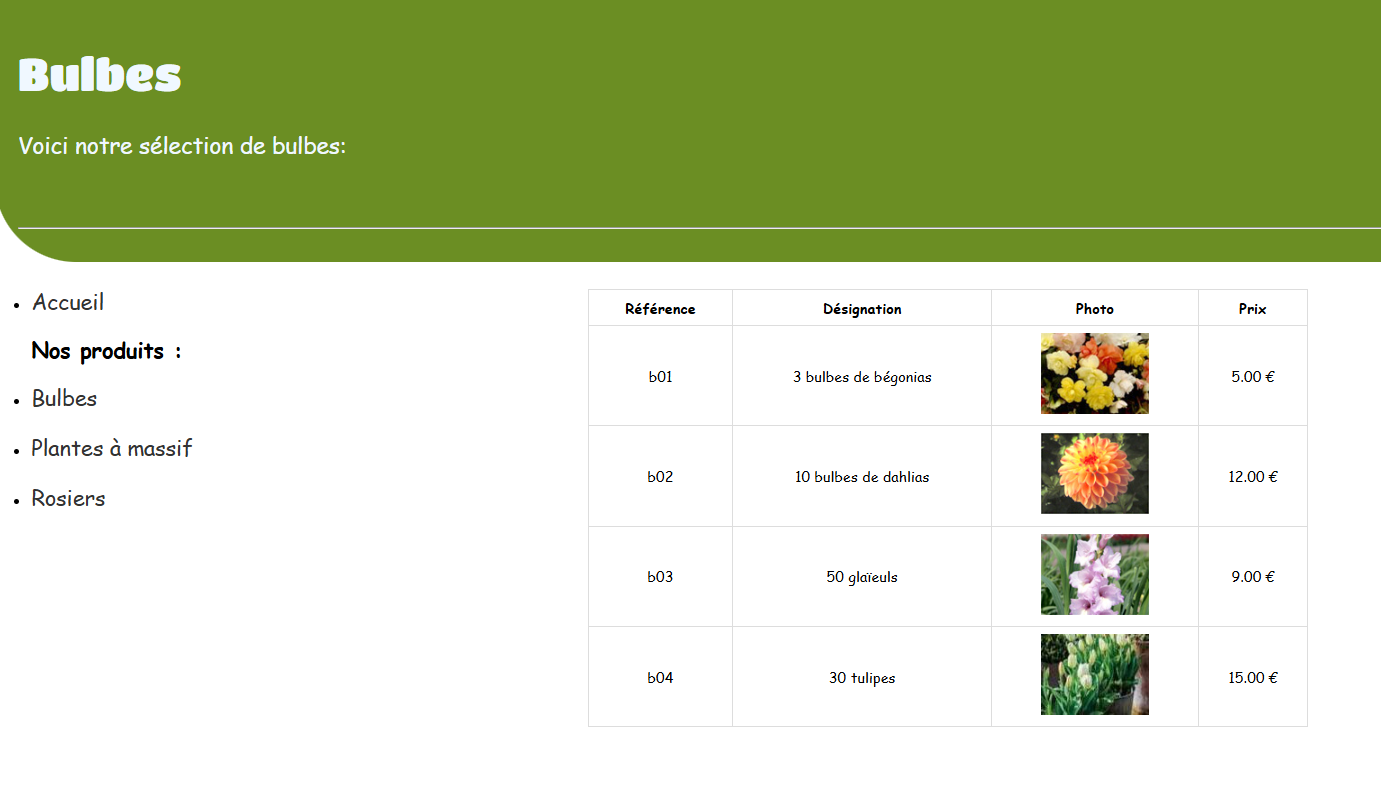 Bulbes
Voici notre sélection de bulbes:
Accueil
Nos produits :
Bulbes
Plantes à massif
Rosiers
Référence Désignation Photo Prix
b01 3 bulbes de bégonias 5.00 €
b02 10 bulbes de dahlias 12.00 €
b03 50 glaïeuls 9.00 €
b04 30 tulipes 15.00 €